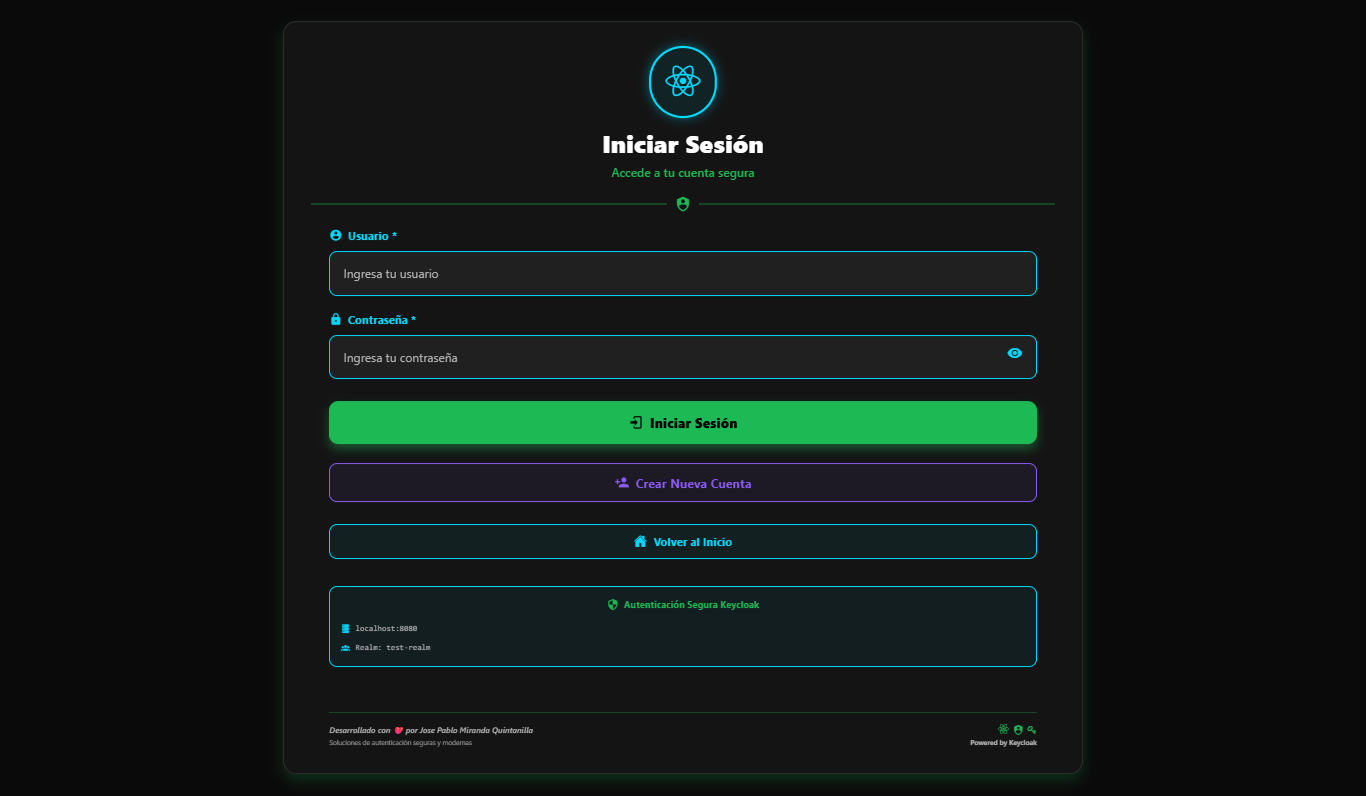 Iniciar Sesión
Accede a tu cuenta segura
Usuario *
Ingresa tu usuario
Contraseña *
Ingresa tu contraseña
Iniciar Sesión
Crear Nueva Cuenta
Volver al Inicio
Autenticación Segura Keycloak
localhost:8080
Realm: test-realm
Desarrollado con 💖 por Jose Pablo Miranda Quintanilla
Soluciones de autenticación seguras y modernas
Powered by Keycloak